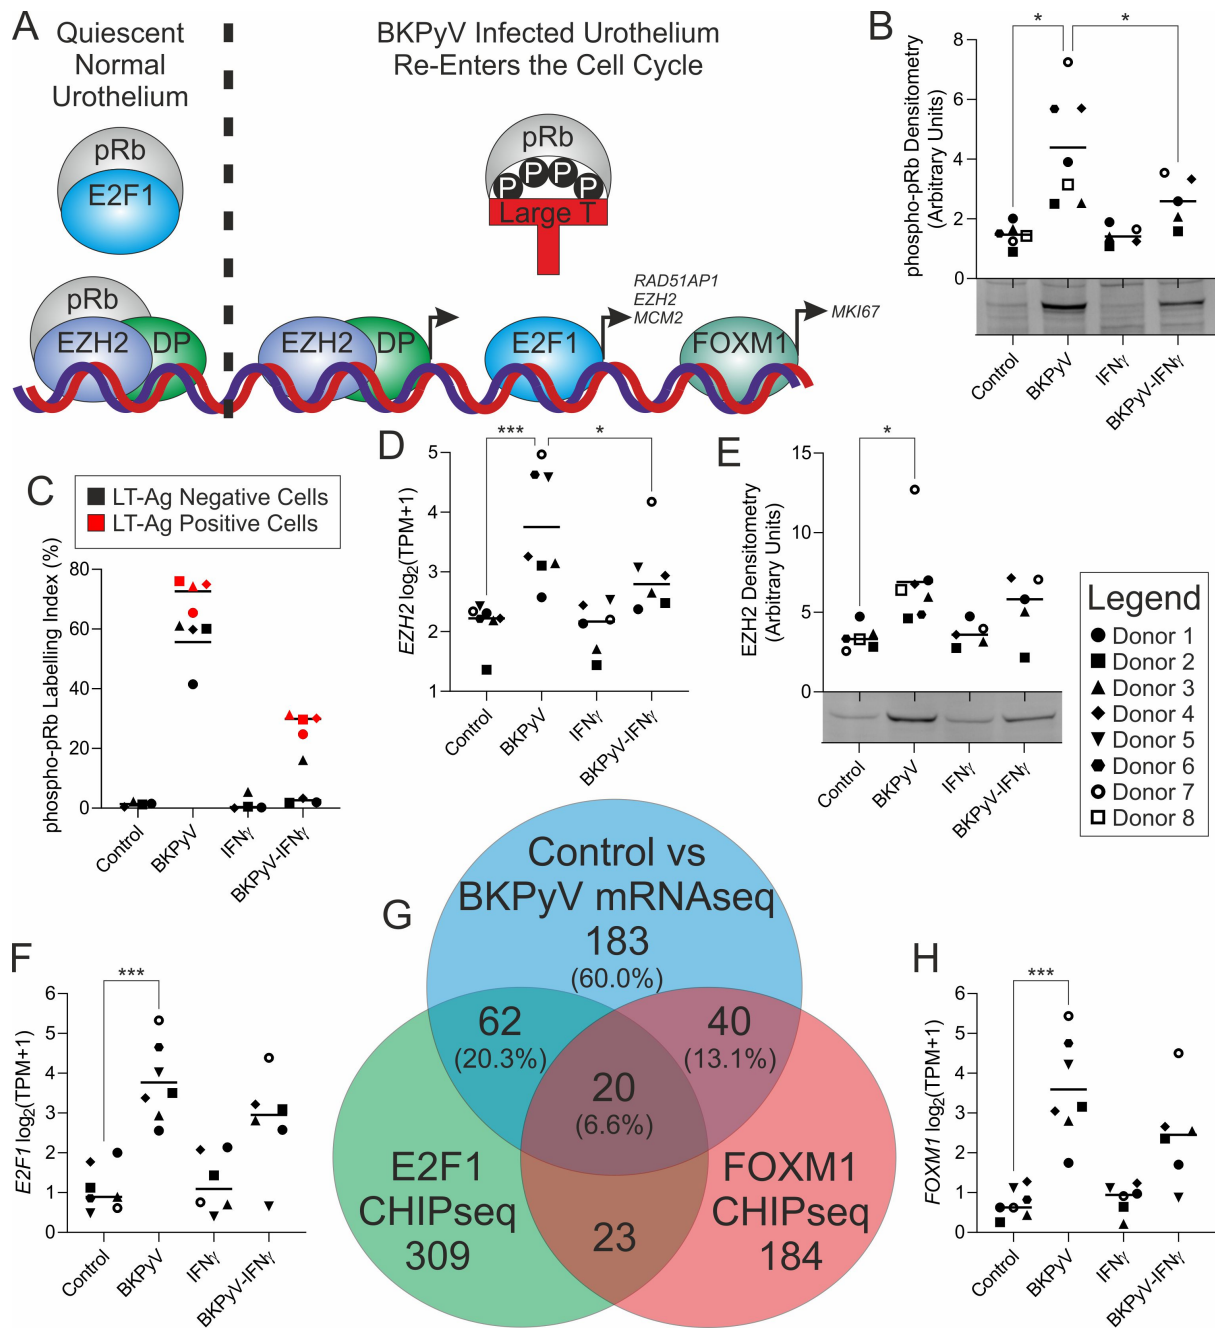 A
Quiescent
Normal
Urothelium
BKPyV Infected Urothelium
Re-Enters the Cell Cycle
pRb
E2F1
pRb
P P P P
Large T
pRb
EZH2 DP
EZH2 DP
E2F1
RAD51AP1
EZH2
MCM2
FOXM1
MKI67
B
phospho-pRb Densitometry
(Arbitrary Units)
8
6
4
2
0
* *
Control
BKPyV
IFNγ
BKPyV-IFNγ
C
LT-Ag Negative Cells
LT-Ag Positive Cells
phospho-pRb Labelling Index (%)
80
60
40
20
0
Control
BKPyV
IFNγ
BKPyV-IFNγ
D
EZH2 log2(TPM+1)
5
4
3
2
1
*** *
Control
BKPyV
IFNγ
BKPyV-IFNγ
E
EZH2 Densitometry
(Arbitrary Units)
15
10
5
0
*
Control
BKPyV
IFNγ
BKPyV-IFNγ
Legend
Donor 1
Donor 2
Donor 3
Donor 4
Donor 5
Donor 6
Donor 7
Donor 8
F
E2F1 log2(TPM+1)
6
5
4
3
2
1
0
***
Control
BKPyV
IFNγ
BKPyV-IFNγ
G
Control vs
BKPyV mRNAseq
183
(60.0%)
62
(20.3%)
40
(13.1%)
20
(6.6%)
E2F1
CHIPseq
309
FOXM1
CHIPseq
184
23
H
FOXM1 log2(TPM+1)
6
5
4
3
2
1
0
***
Control
BKPyV
IFNγ
BKPyV-IFNγ